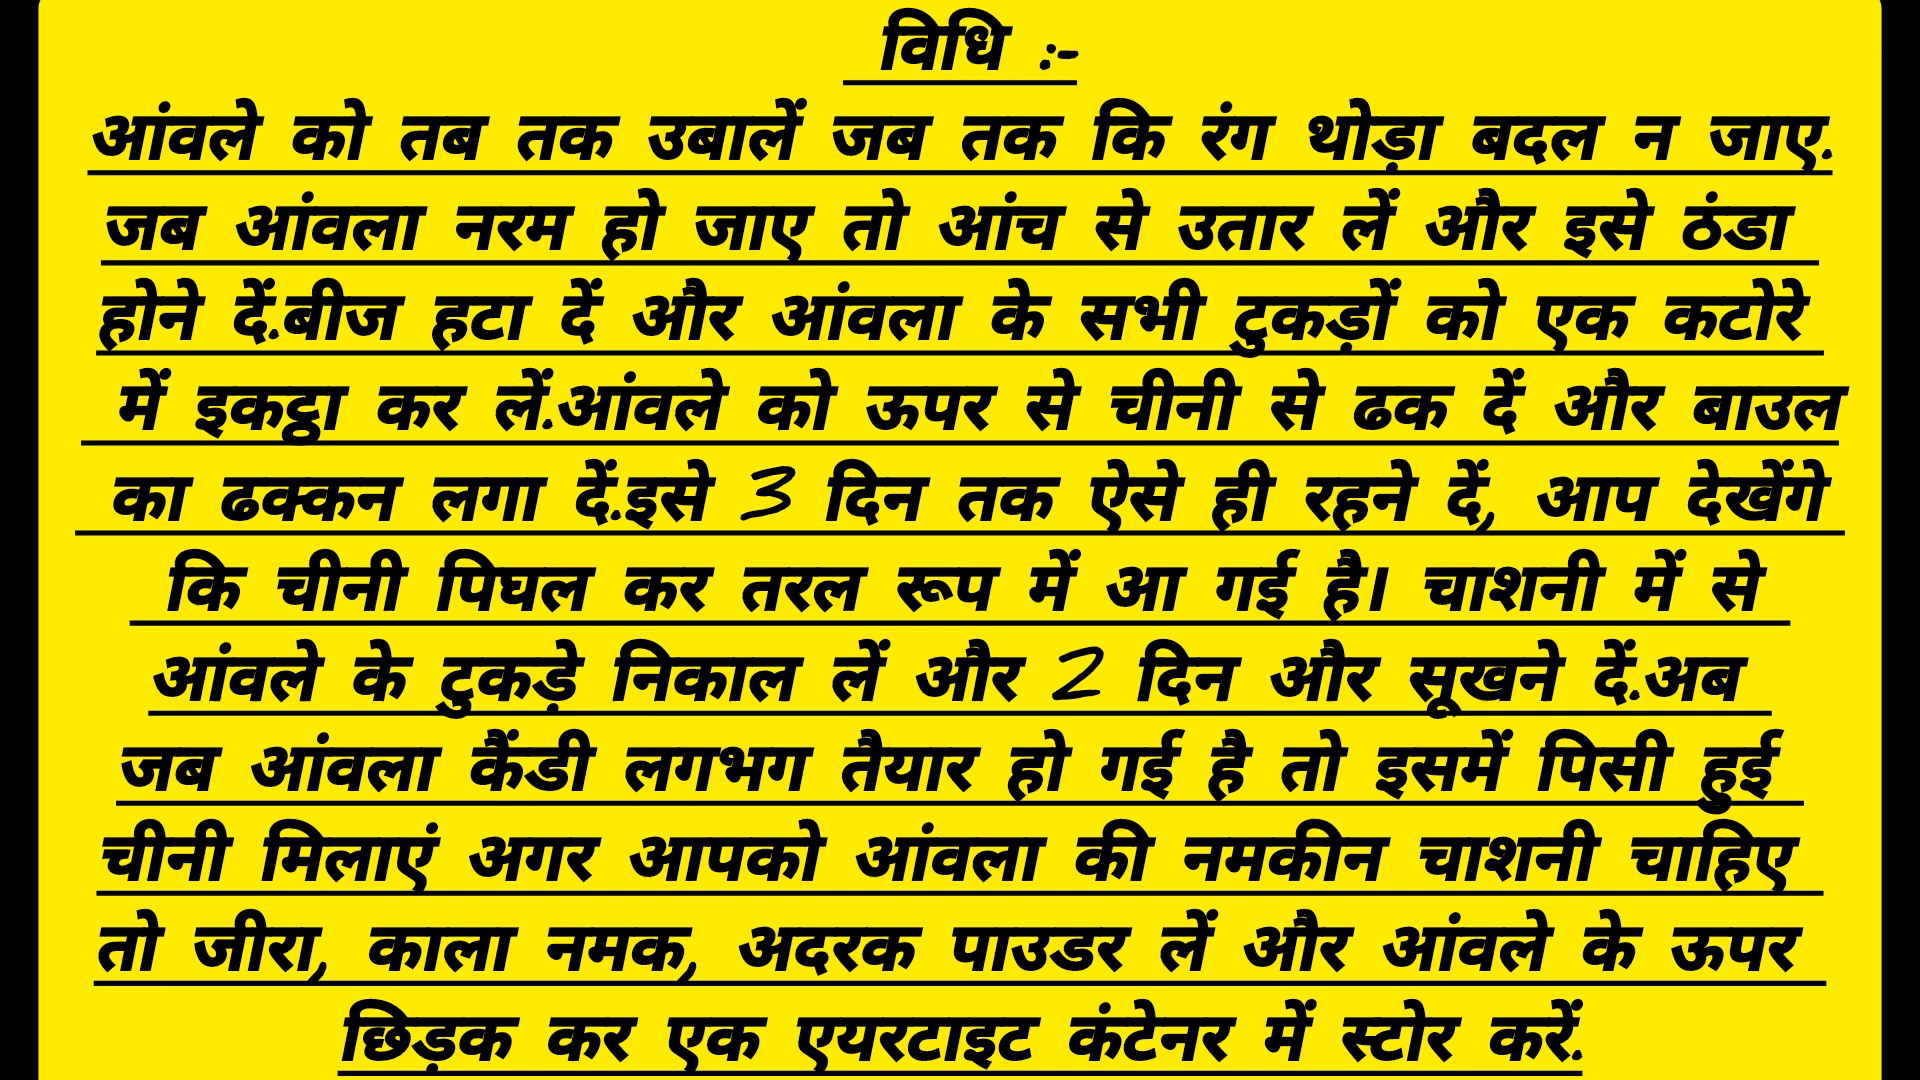 विधि :-
आंवले को तब तक उबालें जब तक कि रंग थोड़ा बदल न जाए.
जब आंवला नरम हो जाए तो आंच से उतार लें और इसे ठंडा
होने दें.बीज हटा दें और आंवला के सभी टुकड़ों को एक कटोरे
में इकट्ठा कर लें.आंवले को ऊपर से चीनी से ढक दें और बाउल
का ढक्कन लगा दें.इसे 3 दिन तक ऐसे ही रहने दें, आप देखेंगे
कि चीनी पिघल कर तरल रूप में आ गई है। चाशनी में से
आंवले के टुकड़े निकाल लें और 2 दिन और सूखने दें.अब
जब आंवला कैंडी लगभग तैयार हो गई है तो इसमें पिसी हुई
चीनी मिलाएं अगर आपको आंवला की नमकीन चाशनी चाहिए
तो जीरा, काला नमक, अदरक पाउडर लें और आंवले के ऊपर
छिड़क कर एक एयरटाइट कंटेनर में स्टोर करें.